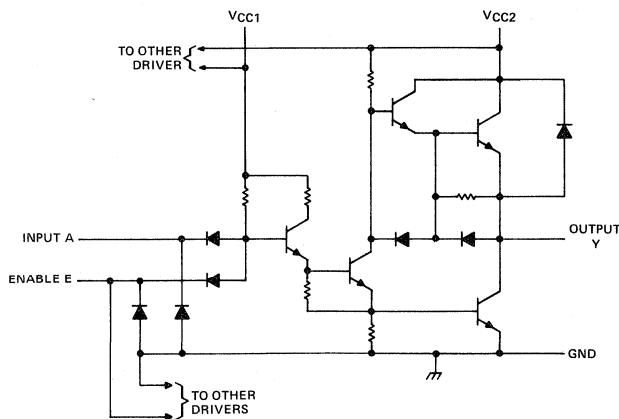 VCC1
VCC2
TO OTHER
DRIVER
INPUT A
OUTPUT
Y
ENABLE E
GND
TO OTHER
DRIVERS